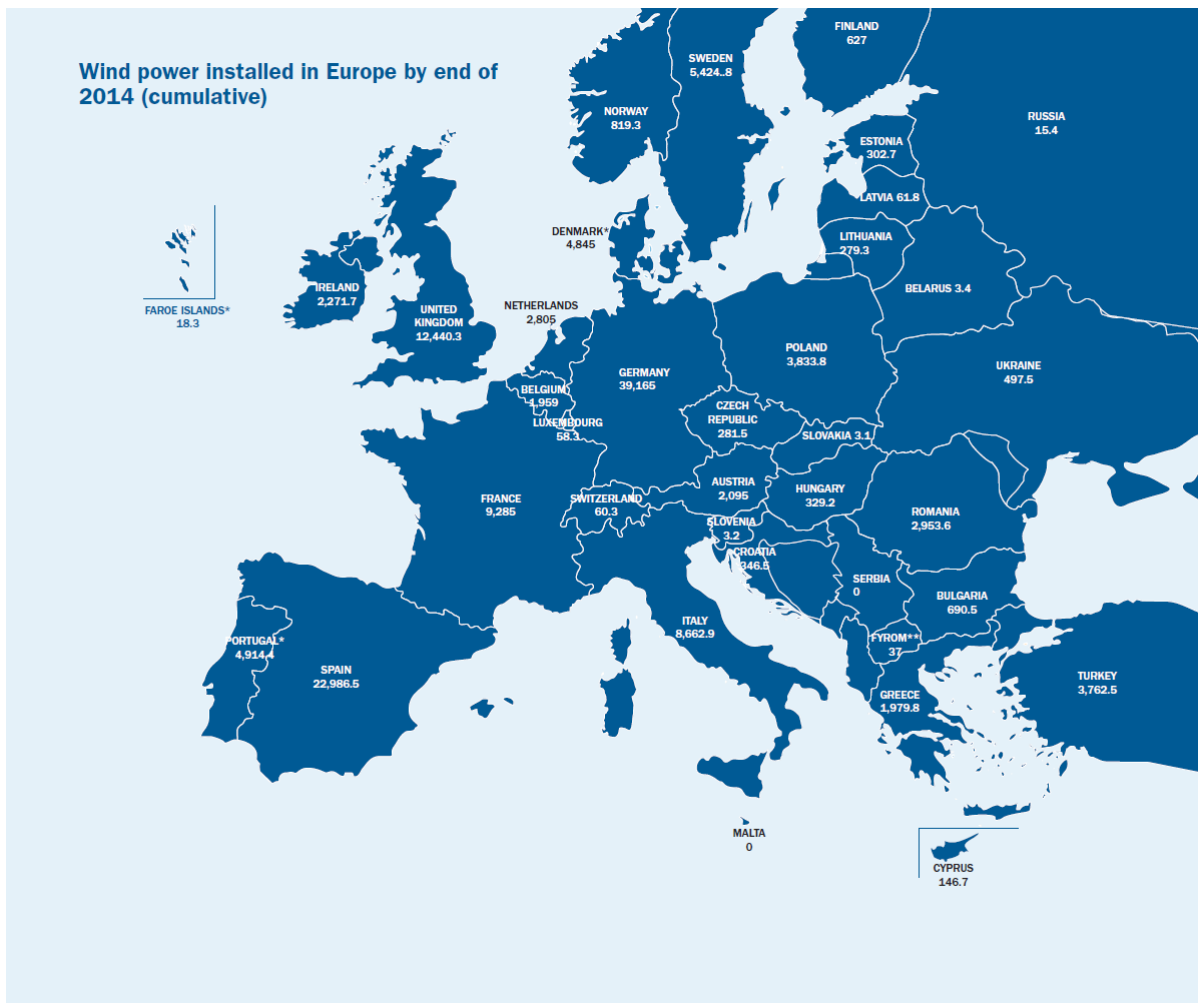 Wind power installed in Europe by end of
2014 (cumulative)
FINLAND
627
SWEDEN
5,424..8
NORWAY
819.3
RUSSIA
15.4
ESTONIA
302.7
LATVIA 61.8
DENMARK*
4,845
LITHUANIA
279.3
BELARUS 3.4
FAROE ISLANDS*
18.3
IRELAND
2,271.7
UNITED
KINGDOM
12,440.3
NETHERLANDS
2,805
POLAND
3,833.8
UKRAINE
497.5
GERMANY
39,165
BELGIUM
1,959
LUXEMBOURG
58.3
CZECH
REPUBLIC
281.5
SLOVAKIA 3.1
FRANCE
9,285
SWITZERLAND
60.3
AUSTRIA
2,095
HUNGARY
329.2
ROMANIA
2,953.6
SLOVENIA
3.2
CROATIA
346.5
SERBIA
0
BULGARIA
690.5
ITALY
8,662.9
FYROM**
37
PORTUGAL*
4,914.4
SPAIN
22,986.5
GREECE
1,979.8
TURKEY
3,762.5
MALTA
0
CYPRUS
146.7